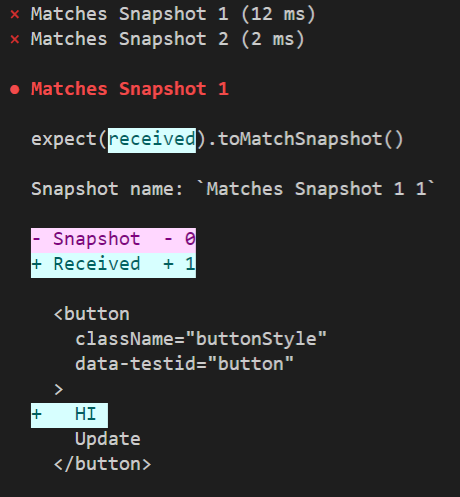 × Matches Snapshot 1 (12 ms)
× Matches Snapshot 2 (2 ms)
● Matches Snapshot 1
expect(received).toMatchSnapshot()
Snapshot name: `Matches Snapshot 1 1`
- Snapshot  - 0
+ Received  + 1
<button
className="buttonStyle"
data-testid="button"
>
+   HI
Update
</button>